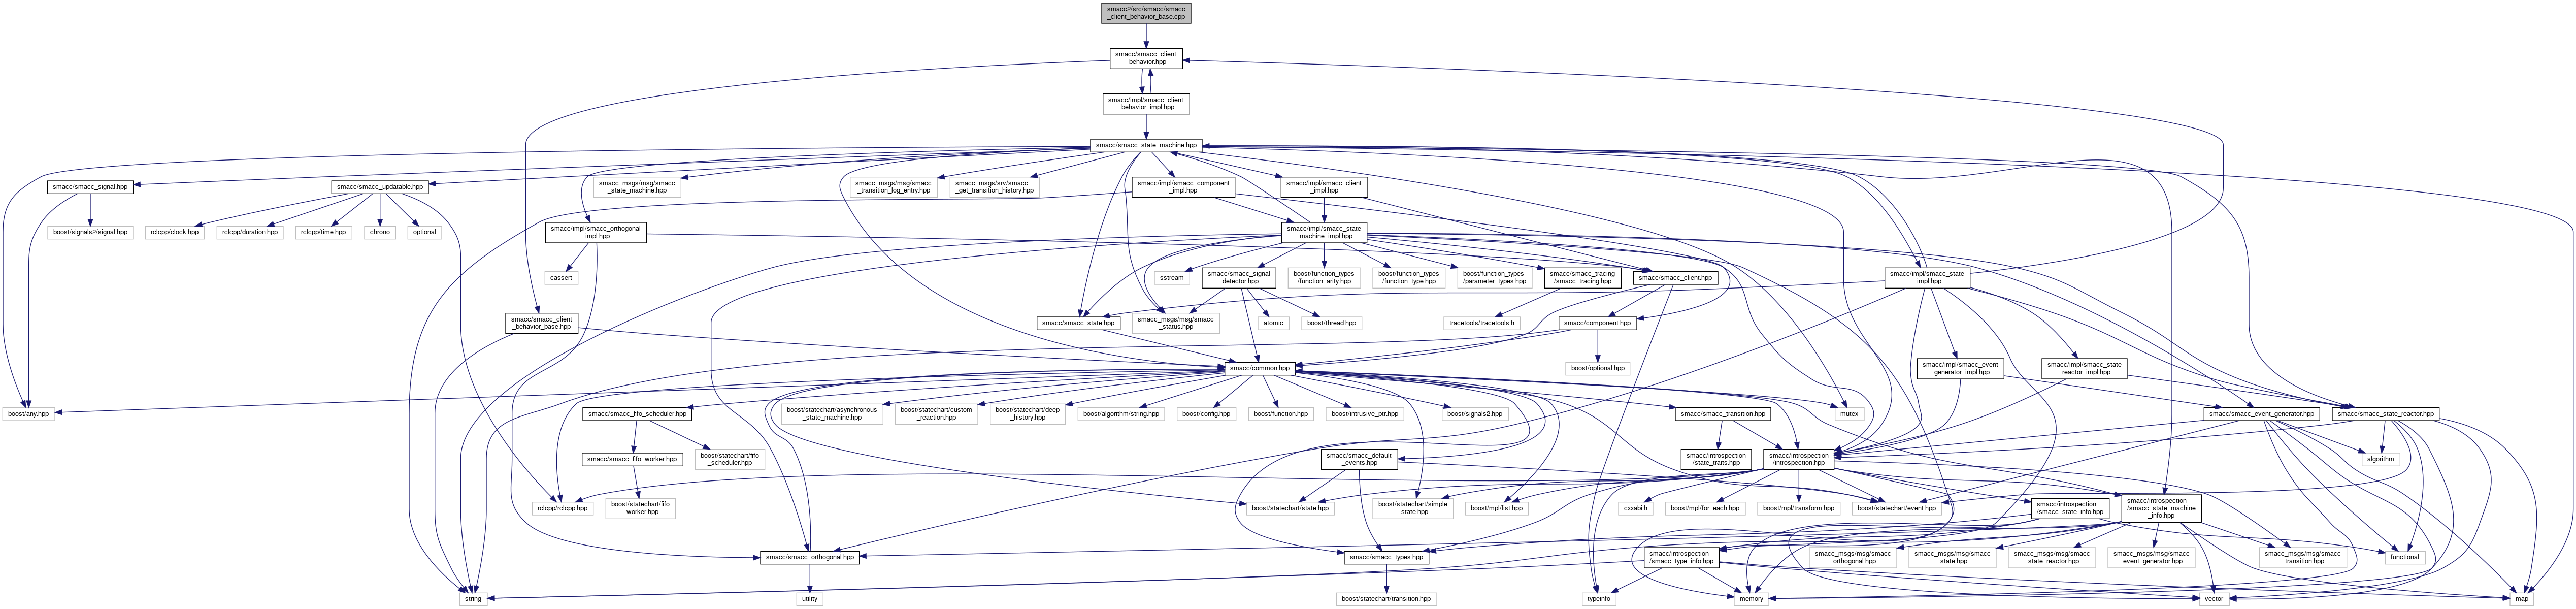 smacc2/src/smacc/smacc
_client_behavior_base.cpp
smacc/smacc_client
_behavior.hpp
smacc/impl/smacc_client
_behavior_impl.hpp
smacc/smacc_state_machine.hpp
smacc/smacc_signal.hpp
smacc/smacc_updatable.hpp
smacc_msgs/msg/smacc
_state_machine.hpp
smacc_msgs/msg/smacc
_transition_log_entry.hpp
smacc_msgs/srv/smacc
_get_transition_history.hpp
smacc/impl/smacc_component
_impl.hpp
smacc/impl/smacc_client
_impl.hpp
boost/signals2/signal.hpp
rclcpp/clock.hpp
rclcpp/duration.hpp
rclcpp/time.hpp
chrono
optional
smacc/impl/smacc_orthogonal
_impl.hpp
smacc/impl/smacc_state
_machine_impl.hpp
cassert
sstream
smacc/smacc_signal
_detector.hpp
boost/function_types
/function_arity.hpp
boost/function_types
/function_type.hpp
boost/function_types
/parameter_types.hpp
smacc/smacc_tracing
/smacc_tracing.hpp
smacc/smacc_client.hpp
smacc/impl/smacc_state
_impl.hpp
smacc/smacc_client
_behavior_base.hpp
smacc/smacc_state.hpp
smacc_msgs/msg/smacc
_status.hpp
atomic
boost/thread.hpp
tracetools/tracetools.h
smacc/component.hpp
smacc/common.hpp
boost/optional.hpp
smacc/impl/smacc_event
_generator_impl.hpp
smacc/impl/smacc_state
_reactor_impl.hpp
boost/any.hpp
smacc/smacc_fifo_scheduler.hpp
boost/statechart/asynchronous
_state_machine.hpp
boost/statechart/custom
_reaction.hpp
boost/statechart/deep
_history.hpp
boost/algorithm/string.hpp
boost/config.hpp
boost/function.hpp
boost/intrusive_ptr.hpp
boost/signals2.hpp
smacc/smacc_transition.hpp
mutex
smacc/smacc_event_generator.hpp
smacc/smacc_state_reactor.hpp
smacc/smacc_fifo_worker.hpp
boost/statechart/fifo
_scheduler.hpp
smacc/smacc_default
_events.hpp
smacc/introspection
/state_traits.hpp
smacc/introspection
/introspection.hpp
algorithm
rclcpp/rclcpp.hpp
boost/statechart/fifo
_worker.hpp
boost/statechart/state.hpp
boost/statechart/simple
_state.hpp
boost/mpl/list.hpp
cxxabi.h
boost/mpl/for_each.hpp
boost/mpl/transform.hpp
boost/statechart/event.hpp
smacc/introspection
/smacc_state_info.hpp
smacc/introspection
/smacc_state_machine
_info.hpp
smacc/smacc_orthogonal.hpp
smacc/smacc_types.hpp
smacc/introspection
/smacc_type_info.hpp
smacc_msgs/msg/smacc
_orthogonal.hpp
smacc_msgs/msg/smacc
_state.hpp
smacc_msgs/msg/smacc
_state_reactor.hpp
smacc_msgs/msg/smacc
_event_generator.hpp
smacc_msgs/msg/smacc
_transition.hpp
functional
string
utility
boost/statechart/transition.hpp
typeinfo
memory
vector
map